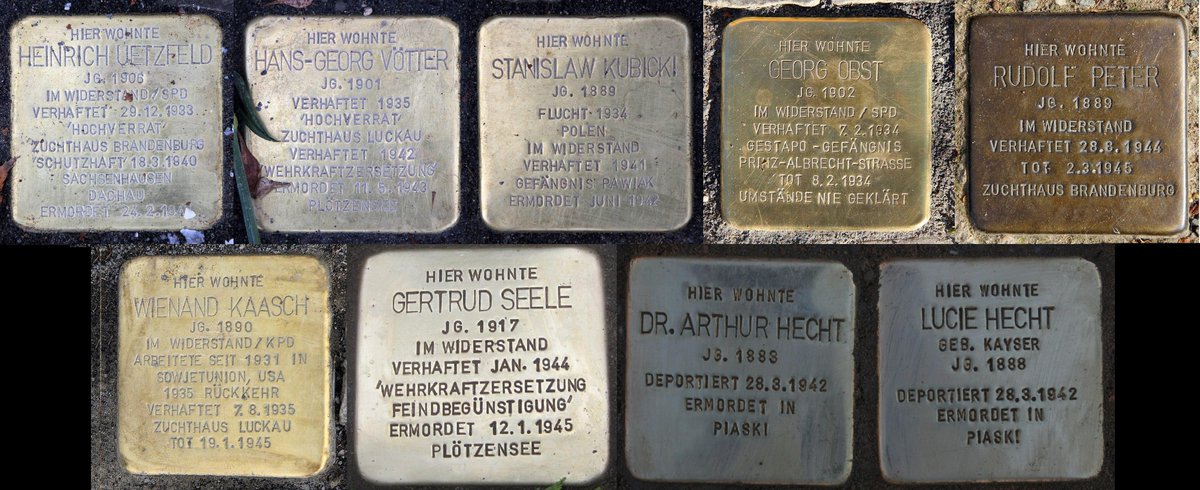 HIER WOHNTE
HEINRICH UETZFELD
JG. 1906
IM WIDERSTAND/SPD
VERHAFTET 29.12.1933
'HOCHVERRAT'
ZUCHTHAUS BRANDENBURG
SCHUTZHAFT 18.3.1940
SACHSENHAUSEN
DACHAU
ERMORDET 24.2.
HIER WOHNTE
HANS-GEORG VÖTTER
JG. 1901
VERHAFTET 1935
'HOCHVERRAT'
ZUCHTHAUS LUCKAU
VERHAFTET 1942
'WEHRKRAFTZERSETZUNG'
ERMORDET 11.5.1943
PLÖTZENSEE
HIER WOHNTE
STANISLAW KUBICKI
JG. 1889
FLUCHT 1934
POLEN
IM WIDERSTAND
VERHAFTET 1941
GEFÄNGNIS PAWIAK
ERMORDET JUNI 1942
HIER WOHNTE
GEORG OBST
JG. 1902
IM WIDERSTAND/SPD
VERHAFTET 7.2.1934
GESTAPO-GEFÄNGNIS
PRINZ-ALBRECHT-STRASSE
TOT 8.2.1934
UMSTÄNDE NIE GEKLÄRT
HIER WOHNTE
RUDOLF PETER
JG. 1889
IM WIDERSTAND
VERHAFTET 28.8.1944
TOT 2.3.1945
ZUCHTHAUS BRANDENBURG
HIER WOHNTE
WIENAND KAASCH
JG. 1890
IM WIDERSTAND/KPD
ARBEITETE SEIT 1931 IN
SOWJETUNION, USA
1935 RÜCKKEHR
VERHAFTET 7.8.1935
ZUCHTHAUS LUCKAU
TOT 19.1.1945
HIER WOHNTE
GERTRUD SEELE
JG. 1917
IM WIDERSTAND
VERHAFTET JAN. 1944
'WEHRKRAFTZERSETZUNG
FEINDBEGÜNSTIGUNG'
ERMORDET 12.1.1945
PLÖTZENSEE
HIER WOHNTE
DR. ARTHUR HECHT
JG. 1883
DEPORTIERT 28.3.1942
ERMORDET IN
PIASKI
HIER WOHNTE
LUCIE HECHT
GEB. KAYSER
JG. 1888
DEPORTIERT 28.3.1942
ERMORDET IN
PIASKI